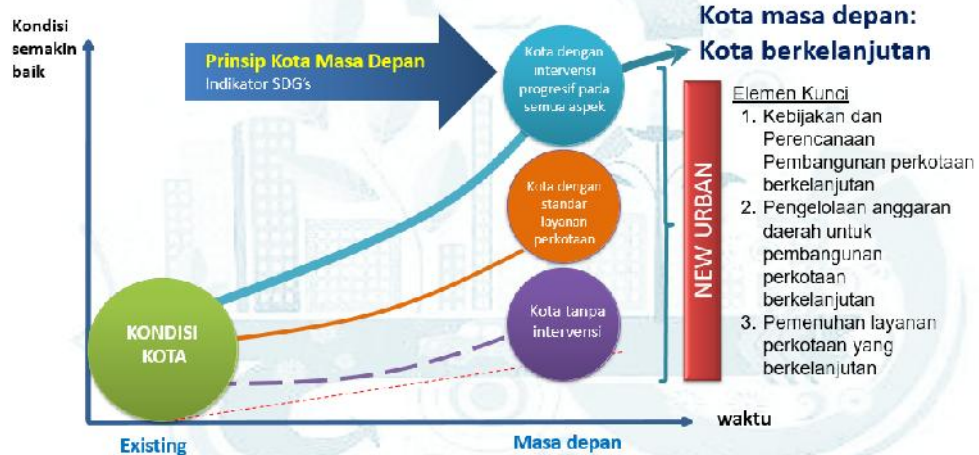 Kondisi
semakin
baik
Prinsip Kota Masa Depan
Indikator SDG's
Kota dengan
intervensi
progresif pada
semua aspek
Kota masa depan:
Kota berkelanjutan
Kota dengan
standar
layanan
perkotaan
KONDISI
KOTA
Kota tanpa
intervensi
NEW URBAN
Elemen Kunci
1. Kebijakan dan
Perencanaan
Pembangunan perkotaan
berkelanjutan
2. Pengelolaan anggaran
daerah untuk
pembangunan
perkotaan
berkelanjutan
3. Pemenuhan layanan
perkotaan yang
berkelanjutan
waktu
Existing
Masa depan